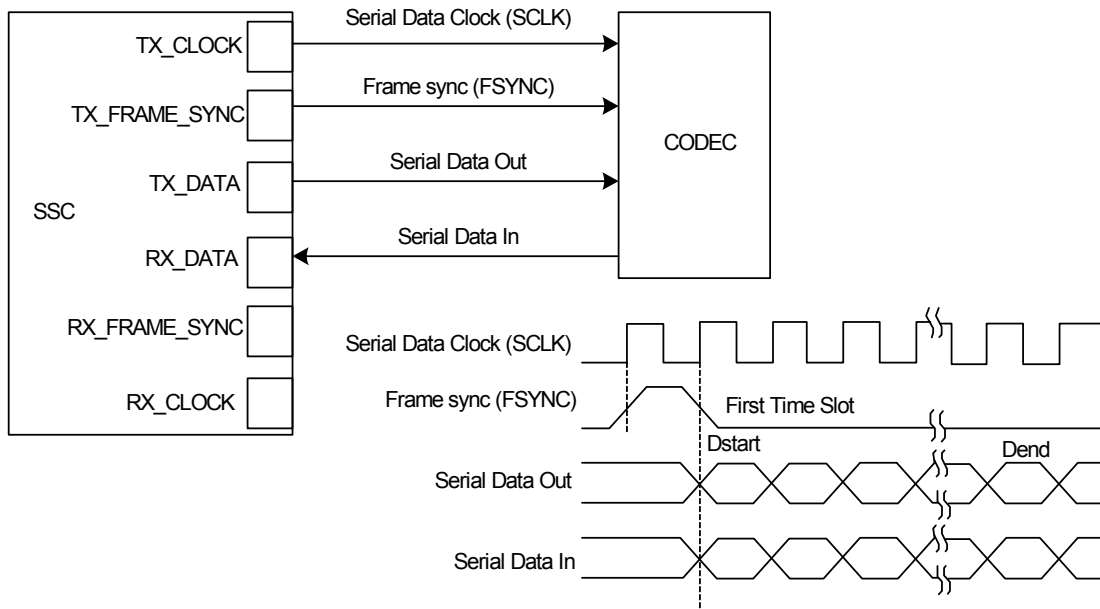 Serial Data Clock (SCLK)
TX_CLOCK
Frame sync (FSYNC)
TX_FRAME_SYNC
CODEC
Serial Data Out
TX_DATA
SSC
Serial Data In
RX_DATA
RX_FRAME_SYNC
Serial Data Clock (SCLK)
RX_CLOCK
Frame sync (FSYNC)
First Time Slot
Dstart
Dend
Serial Data Out
Serial Data In